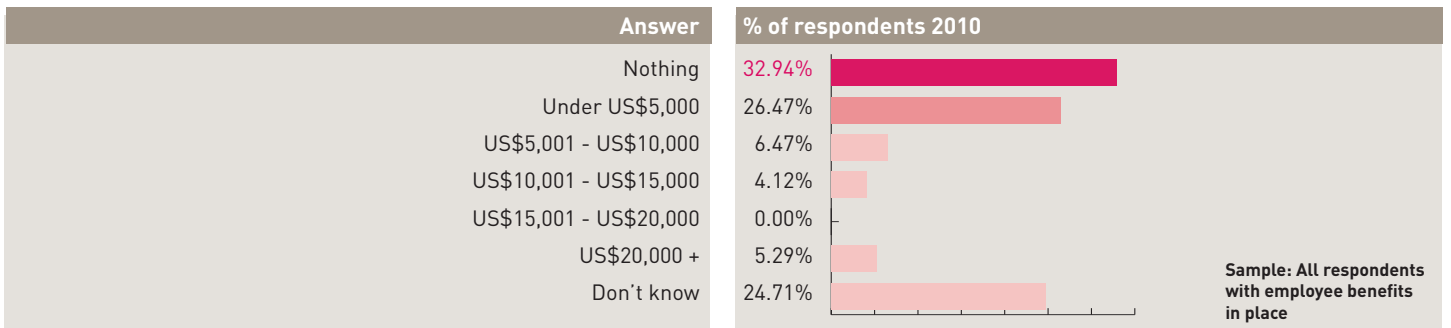 Answer % of respondents 2010
Nothing 32.94%
Under US$5,000 26.47%
US$5,001 - US$10,000 6.47%
US$10,001 - US$15,000 4.12%
US$15,001 - US$20,000 0.00%
US$20,000 + 5.29%
Don’t know 24.71%
Sample: All respondents
with employee benefits
in place